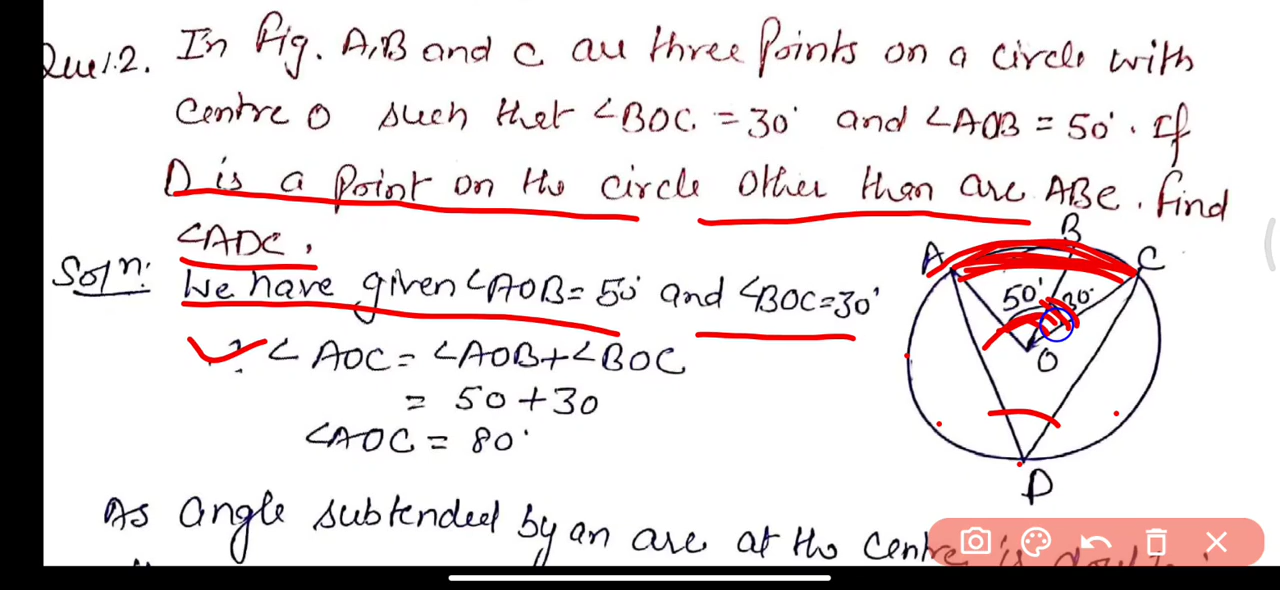 Que 1.2. In fig. A,B and C are three Points on a circle with
Centre O such that ∠BOC. = 30° and ∠AOB = 50°. If
D is a Point on the circle other than arc ABC. find
∠ADC.
Soln: We have given ∠AOB = 50° and ∠BOC = 30°
∴ ∠AOC = ∠AOB + ∠BOC
= 50 + 30
∠AOC = 80°
As angle subtended by an arc at the centre is
A
B
C
50°
30°
O
D